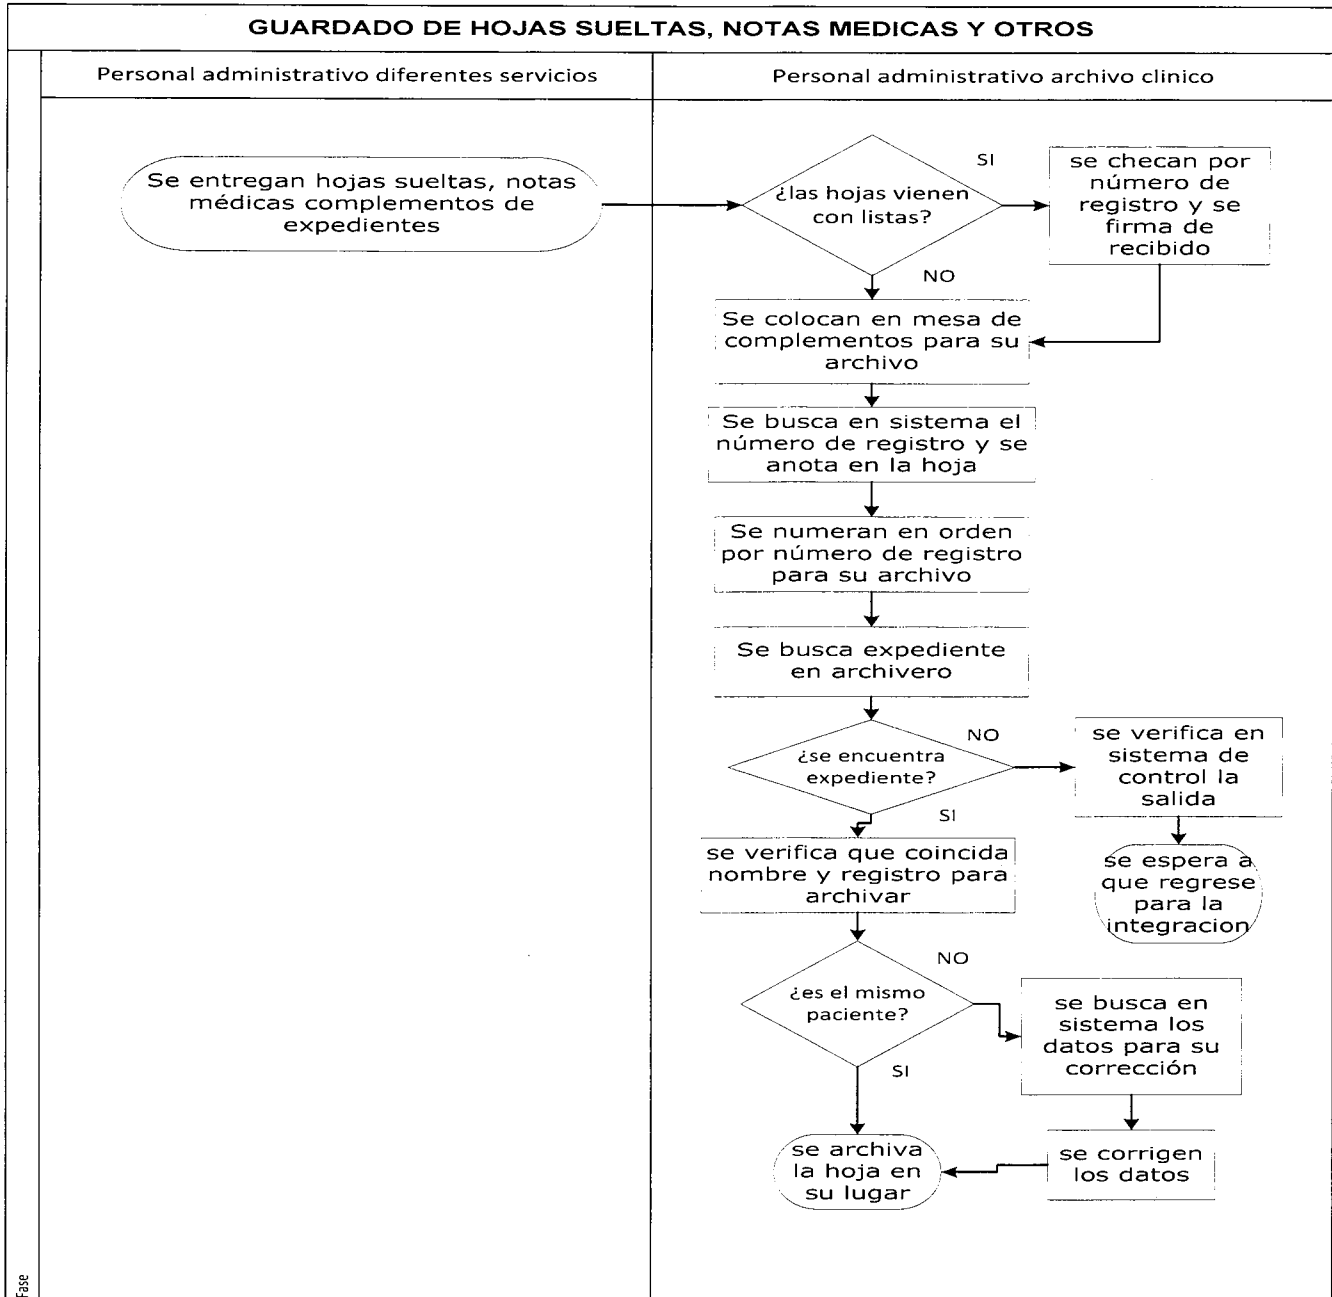 GUARDADO DE HOJAS SUELTAS, NOTAS MEDICAS Y OTROS
Personal administrativo diferentes servicios
Personal administrativo archivo clinico
Se entregan hojas sueltas, notas
médicas complementos de
expedientes
¿las hojas vienen
con listas?
SI
se checan por
número de
registro y se
firma de
recibido
NO
Se colocan en mesa de
complementos para su
archivo
Se busca en sistema el
número de registro y se
anota en la hoja
Se numeran en orden
por número de registro
para su archivo
Se busca expediente
en archivero
¿se encuentra
expediente?
NO
se verifica en
sistema de
control la
salida
SI
se espera a
que regrese
para la
integracion
se verifica que coincida
nombre y registro para
archivar
¿es el mismo
paciente?
NO
se busca en
sistema los
datos para su
corrección
SI
se corrigen
los datos
se archiva
la hoja en
su lugar
Fase